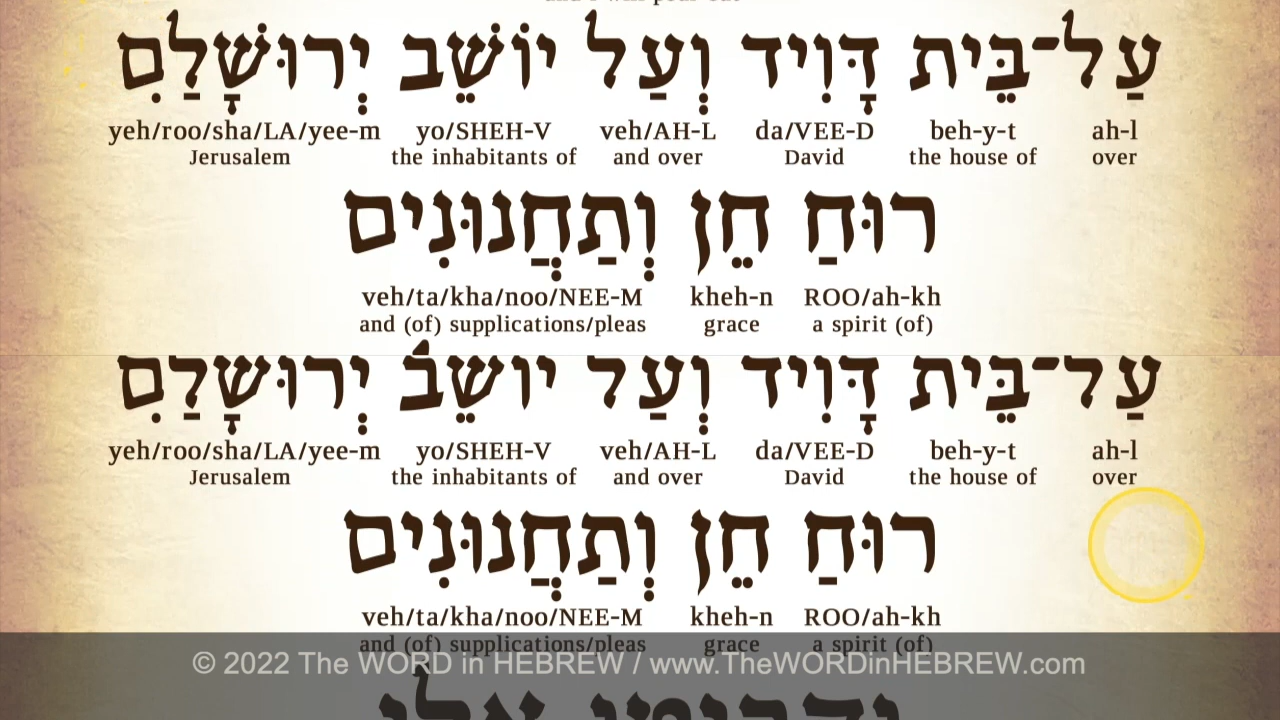 עַל־בֵּית דָּוִיד וְעַל יוֹשֵׁב יְרוּשָׁלִַם
yeh/roo/sha/LA/yee-m yo/SHEH-V veh/AH-L da/VEE-D beh-y-t ah-l
Jerusalem the inhabitants of and over David the house of over
רוּחַ חֵן וְתַחֲנוּנִים
veh/ta/kha/noo/NEE-M kheh-n ROO/ah-kh
and (of) supplications/pleas grace a spirit (of)
עַל־בֵּית דָּוִיד וְעַל יוֹשֵׁב יְרוּשָׁלִַם
yeh/roo/sha/LA/yee-m yo/SHEH-V veh/AH-L da/VEE-D beh-y-t ah-l
Jerusalem the inhabitants of and over David the house of over
רוּחַ חֵן וְתַחֲנוּנִים
veh/ta/kha/noo/NEE-M kheh-n ROO/ah-kh
and (of) supplications/pleas grace a spirit (of)
© 2022 The WORD in HEBREW / www.TheWORDinHEBREW.com